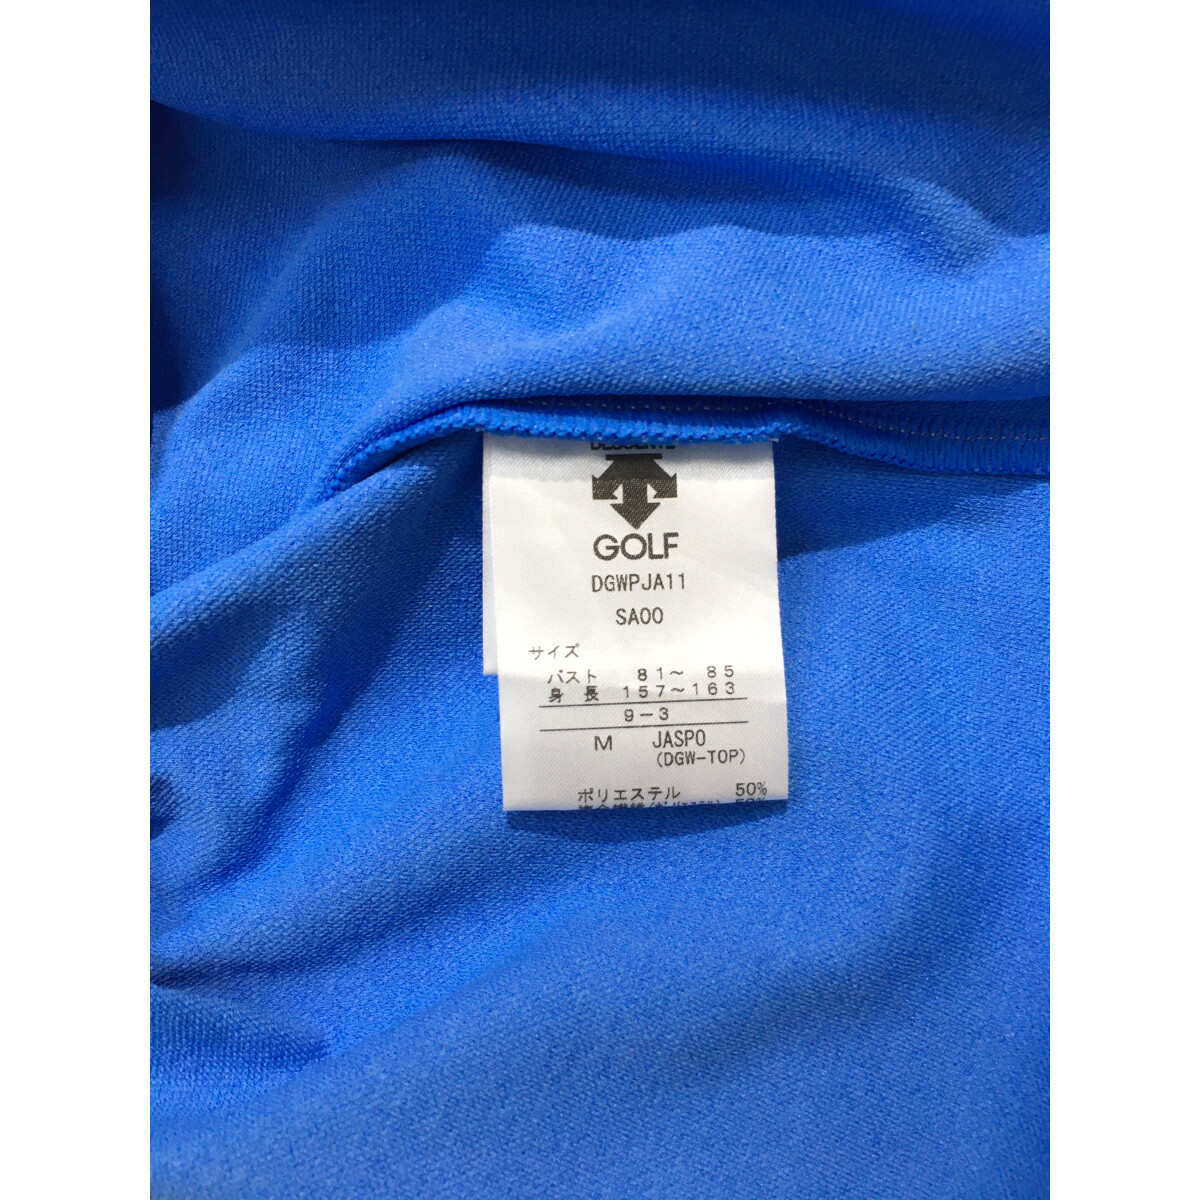 DESCENTE
GOLF
DGWPJA11
SA00
サイズ
バスト 81～ 85
身 長 157～163
9－3
M JASPO
(DGW-TOP)
ポリエステル 50%